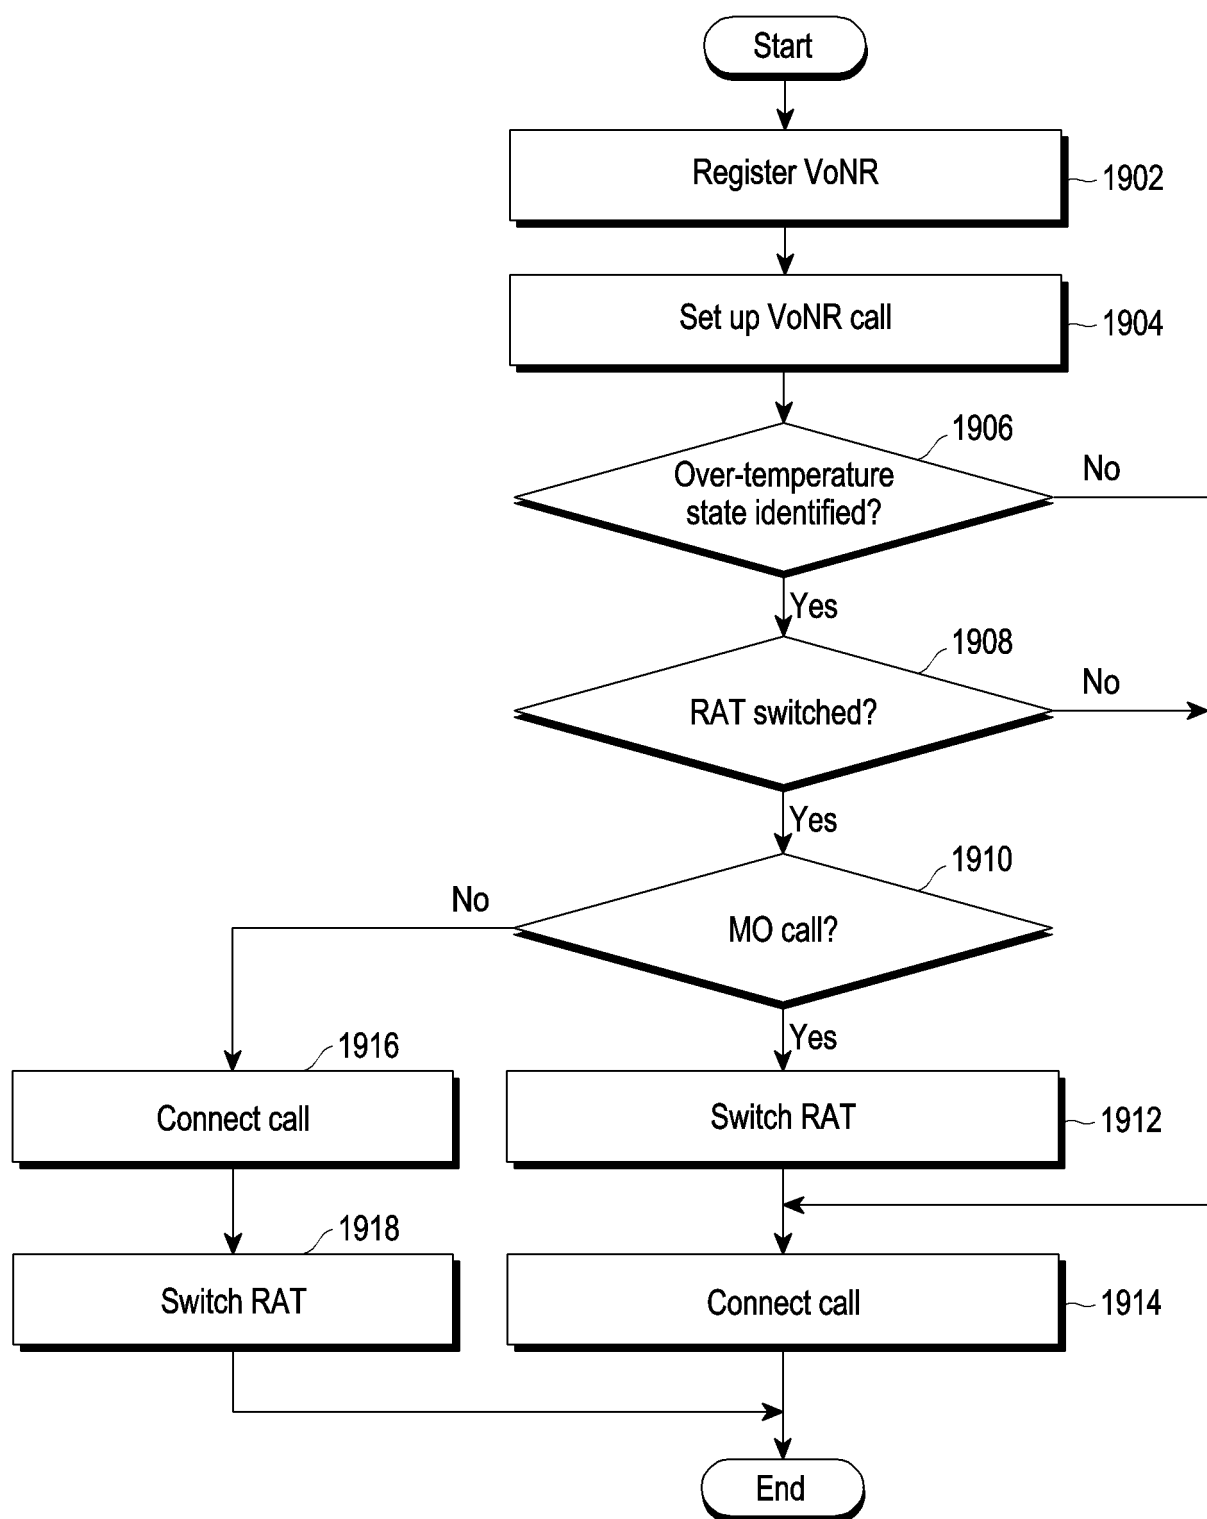 Start
Register VoNR
1902
Set up VoNR call
1904
1906
Over-temperature
state identified?
No
Yes
1908
RAT switched?
No
Yes
1910
No
MO call?
Yes
1916
Connect call
Switch RAT
1912
1918
Switch RAT
Connect call
1914
End